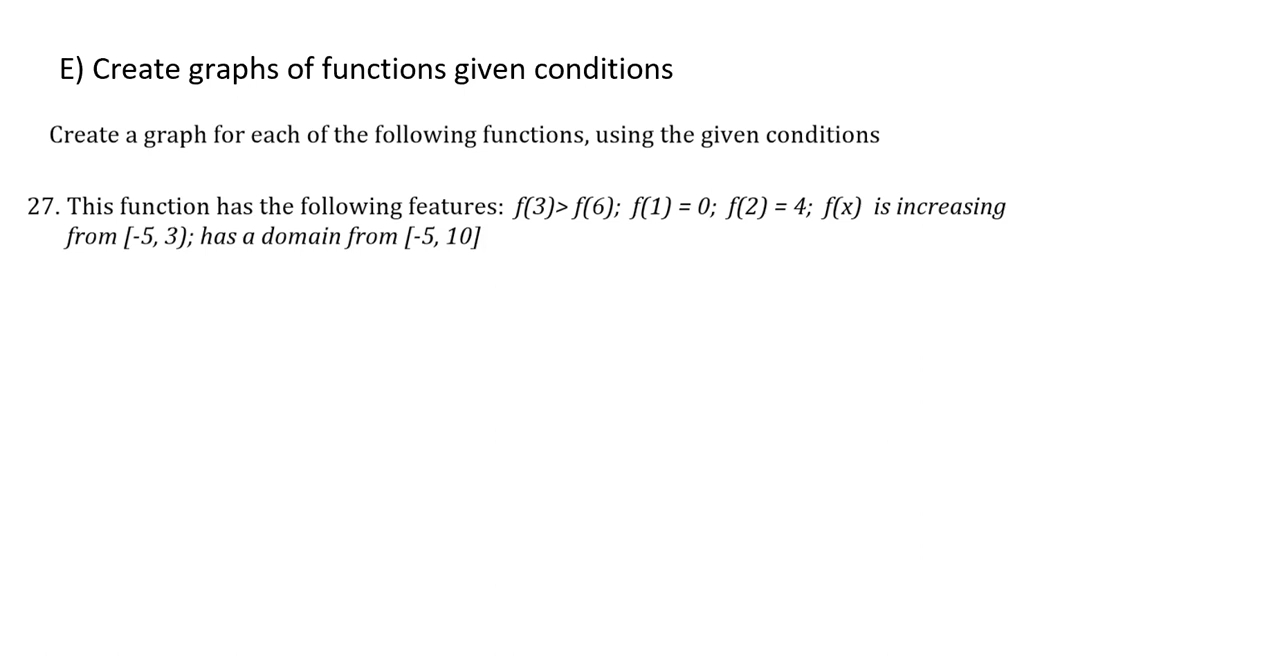 E) Create graphs of functions given conditions
Create a graph for each of the following functions, using the given conditions
27. This function has the following features: f(3)> f(6); f(1) = 0; f(2) = 4; f(x) is increasing
from [-5, 3); has a domain from [-5, 10]